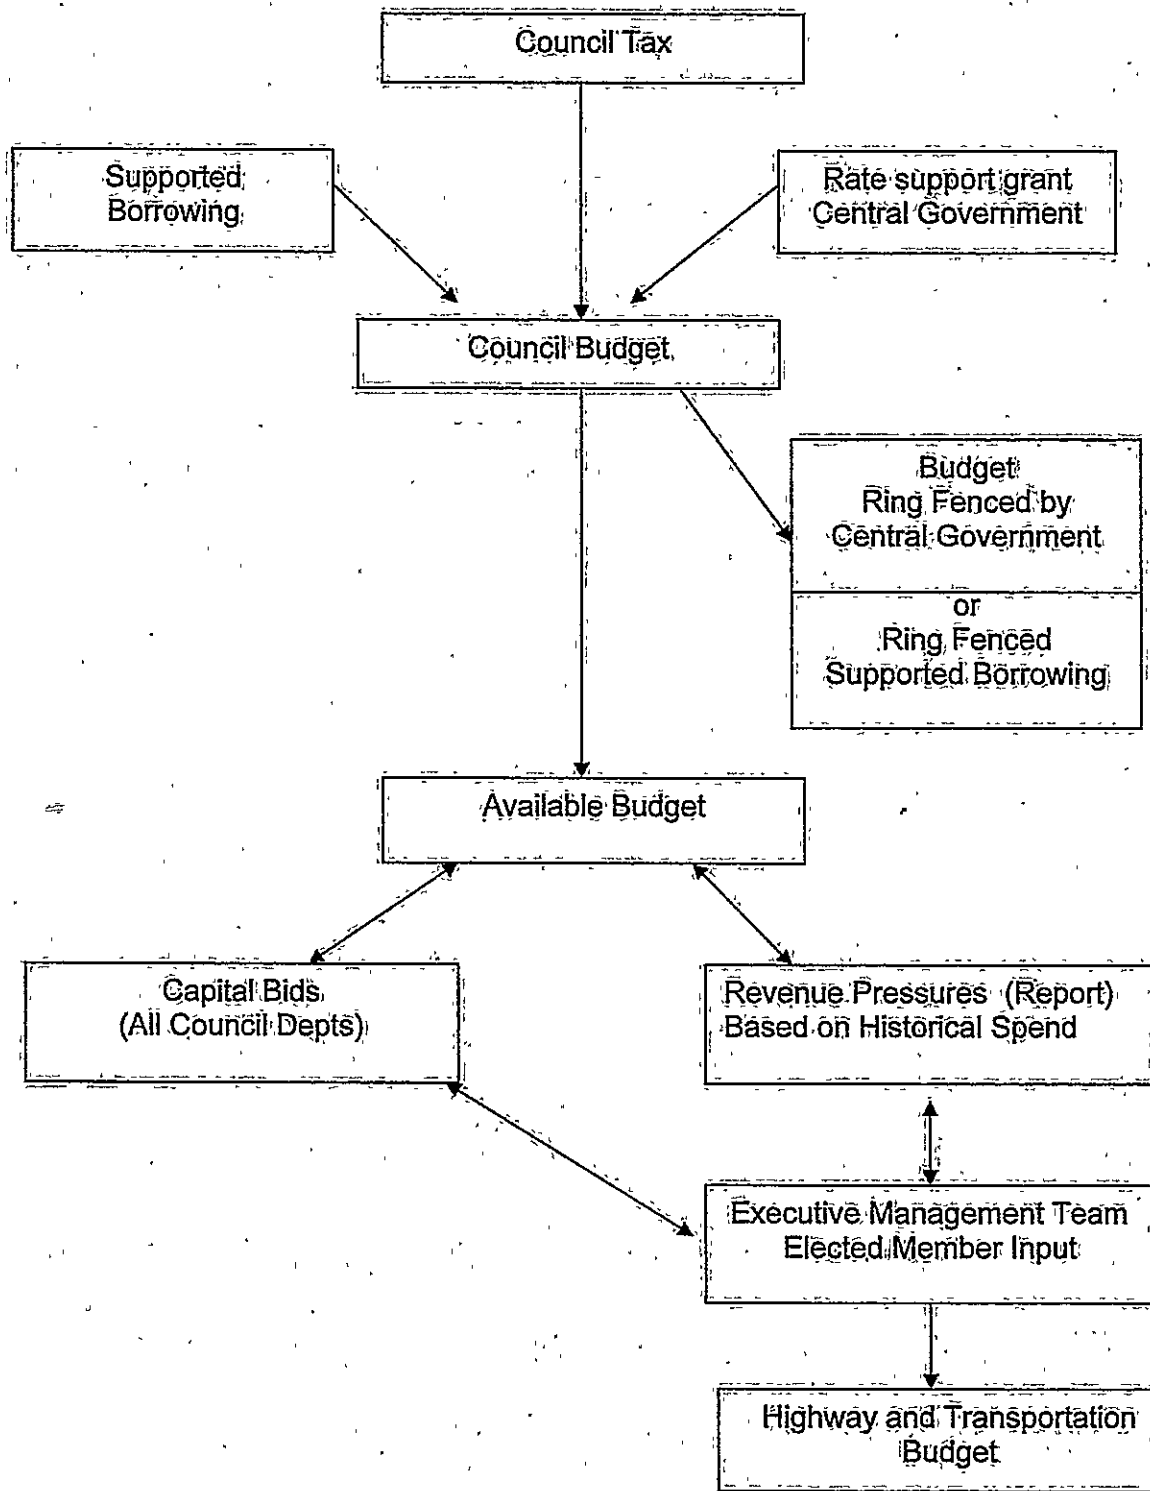 Council Tax
Supported
Borrowing
Rate support grant
Central Government
Council Budget
Budget
Ring Fenced by
Central Government
or
Ring Fenced
Supported Borrowing
Available Budget
Capital Bids
(All Council Depts)
Revenue Pressures (Report)
Based on Historical Spend
Executive Management Team
Elected Member Input
Highway and Transportation
Budget